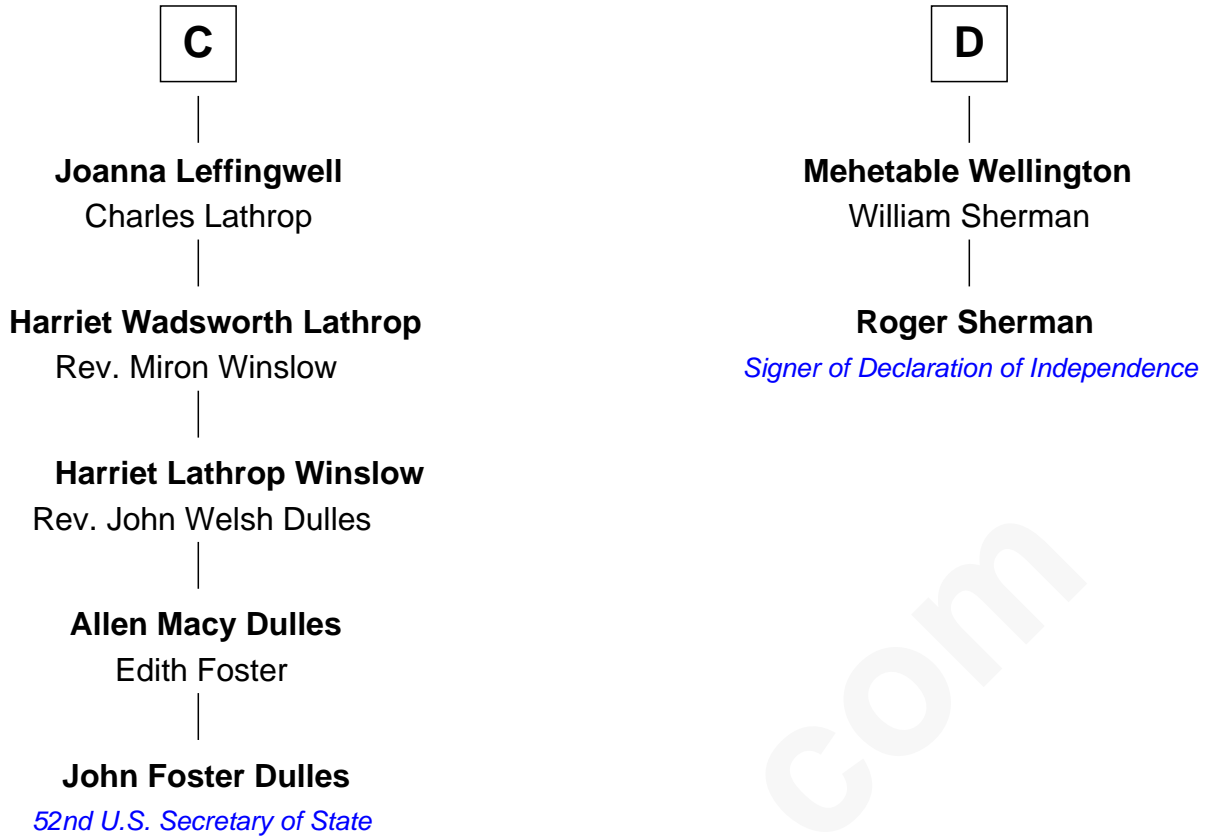 C
Joanna Leffingwell
Charles Lathrop
Harriet Wadsworth Lathrop
Rev. Miron Winslow
Harriet Lathrop Winslow
Rev. John Welsh Dulles
Allen Macy Dulles
Edith Foster
John Foster Dulles
52nd U.S. Secretary of State
D
Mehetable Wellington
William Sherman
Roger Sherman
Signer of Declaration of Independence
com